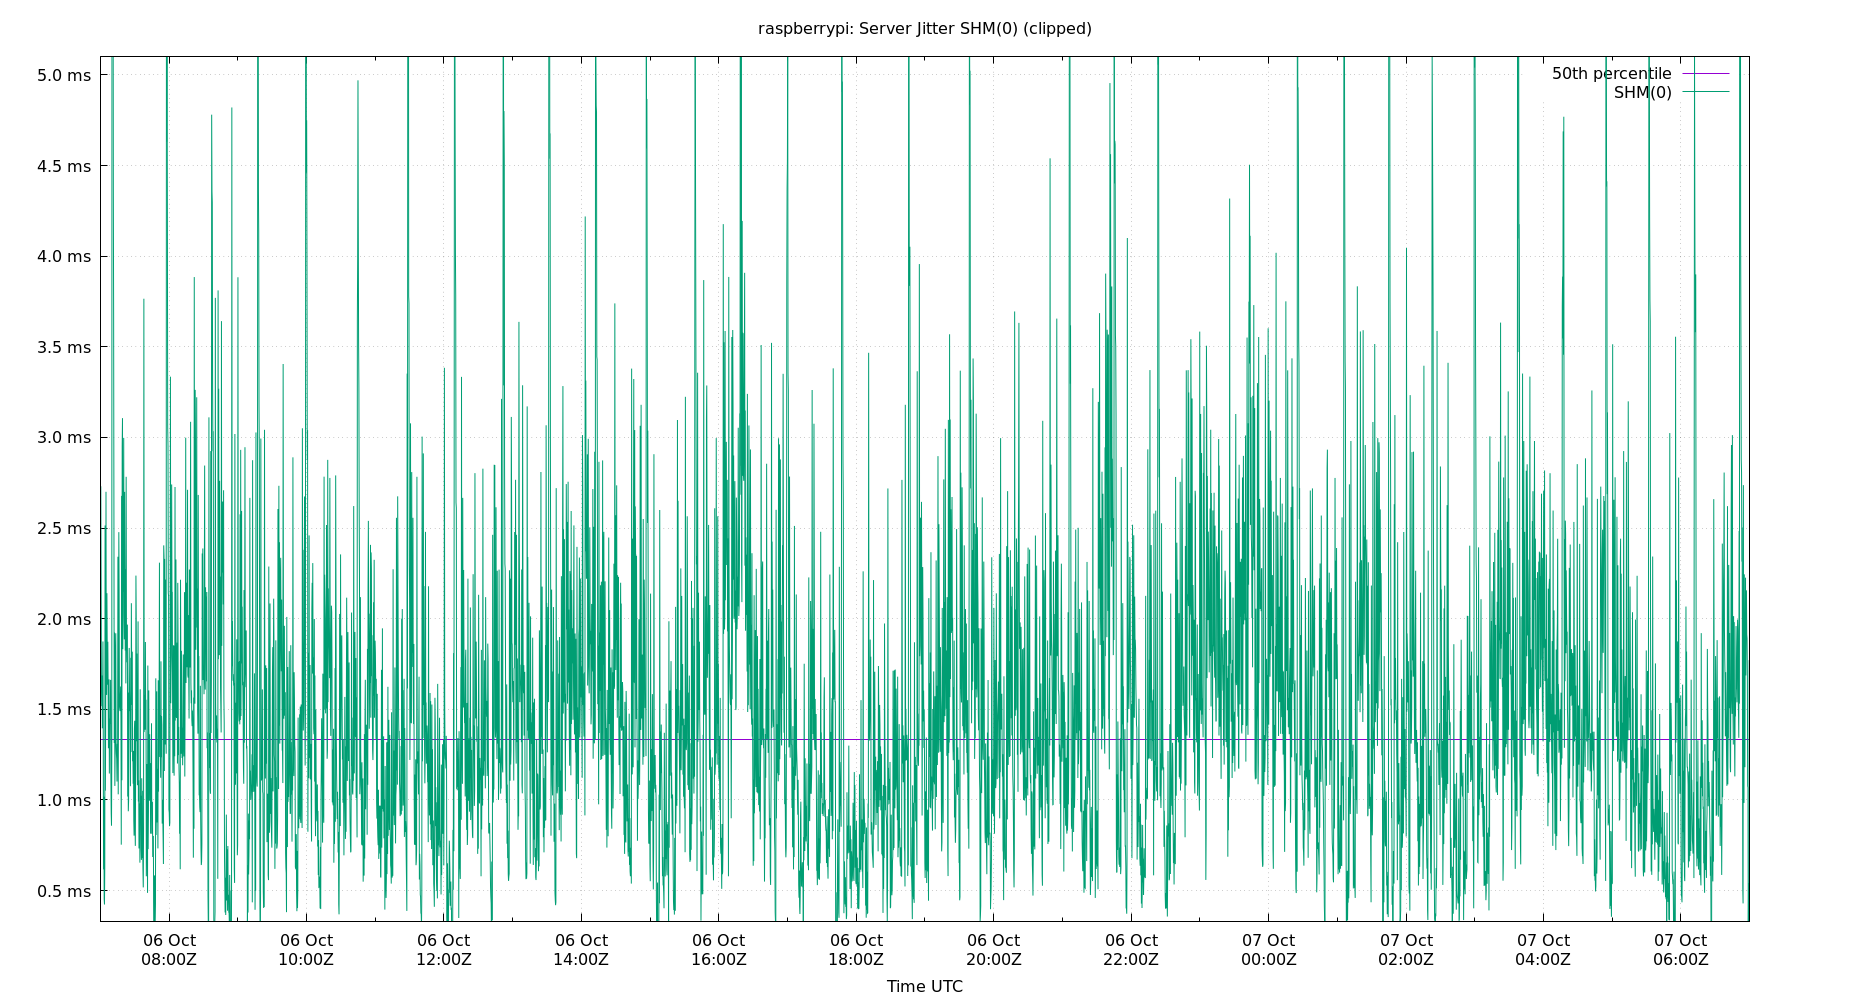 raspberrypi: Server Jitter SHM(0) (clipped)
50th percentile
SHM(0)
5.0 ms
4.5 ms
4.0 ms
3.5 ms
3.0 ms
2.5 ms
2.0 ms
1.5 ms
1.0 ms
0.5 ms
06 Oct 06 Oct 06 Oct 06 Oct 06 Oct 06 Oct 06 Oct 06 Oct 07 Oct 07 Oct 07 Oct 07 Oct
08:00Z 10:00Z 12:00Z 14:00Z 16:00Z 18:00Z 20:00Z 22:00Z 00:00Z 02:00Z 04:00Z 06:00Z
Time UTC